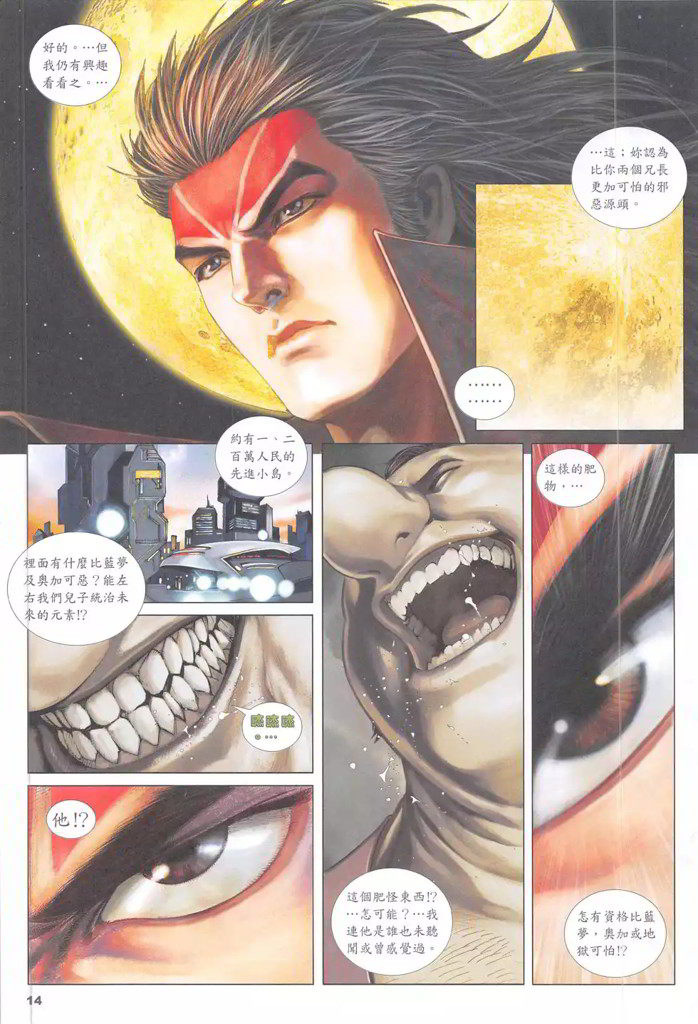 好的。…但
我仍有興趣
看看之。…
…這；妳認為
比你兩個兄長
更加可怕的邪
惡源頭。
……
……
約有一、二
百萬人民的
先進小島。
裡面有什麼比藍夢
及奧加可惡？能左
右我們兒子統治未
來的元素!?
嘻嘻嘻
。…
他!?
這個肥怪東西!?
…怎可能？…我
連他是誰也未聽
聞或曾感覺過。
這樣的肥
物，…
怎有資格比藍
夢，奧加或地
獄可怕!?
14